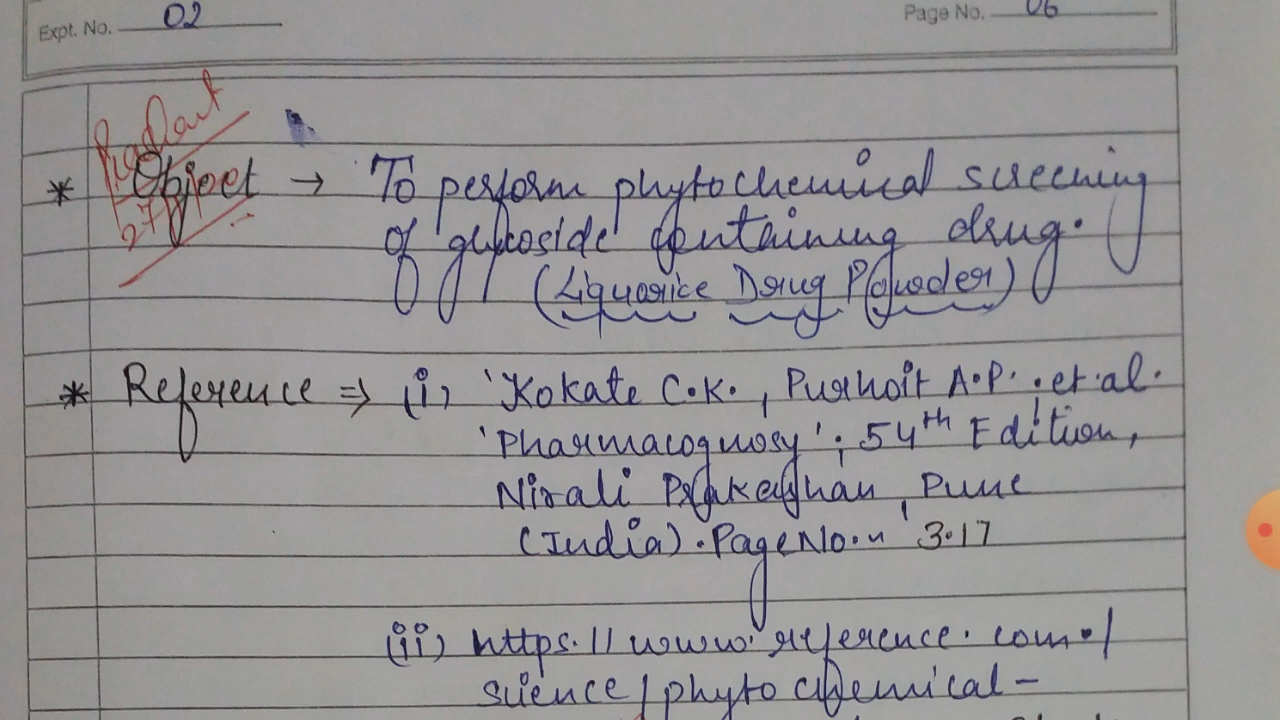 Expt. No. 02
Page No. 06
* Object → To perform phytochemical screening
of glycoside containing drug.
(Liquorice Drug Powder)
* Reference ⇒ (i) 'Kokate C.K., Purhoit A.P. et.al.
'Pharmacognosy', 54th Edition,
Nirali Prakashan, Pune
(India). Page No.- 3.17
(ii) https.//www.reference.com./
science/phytochemical-